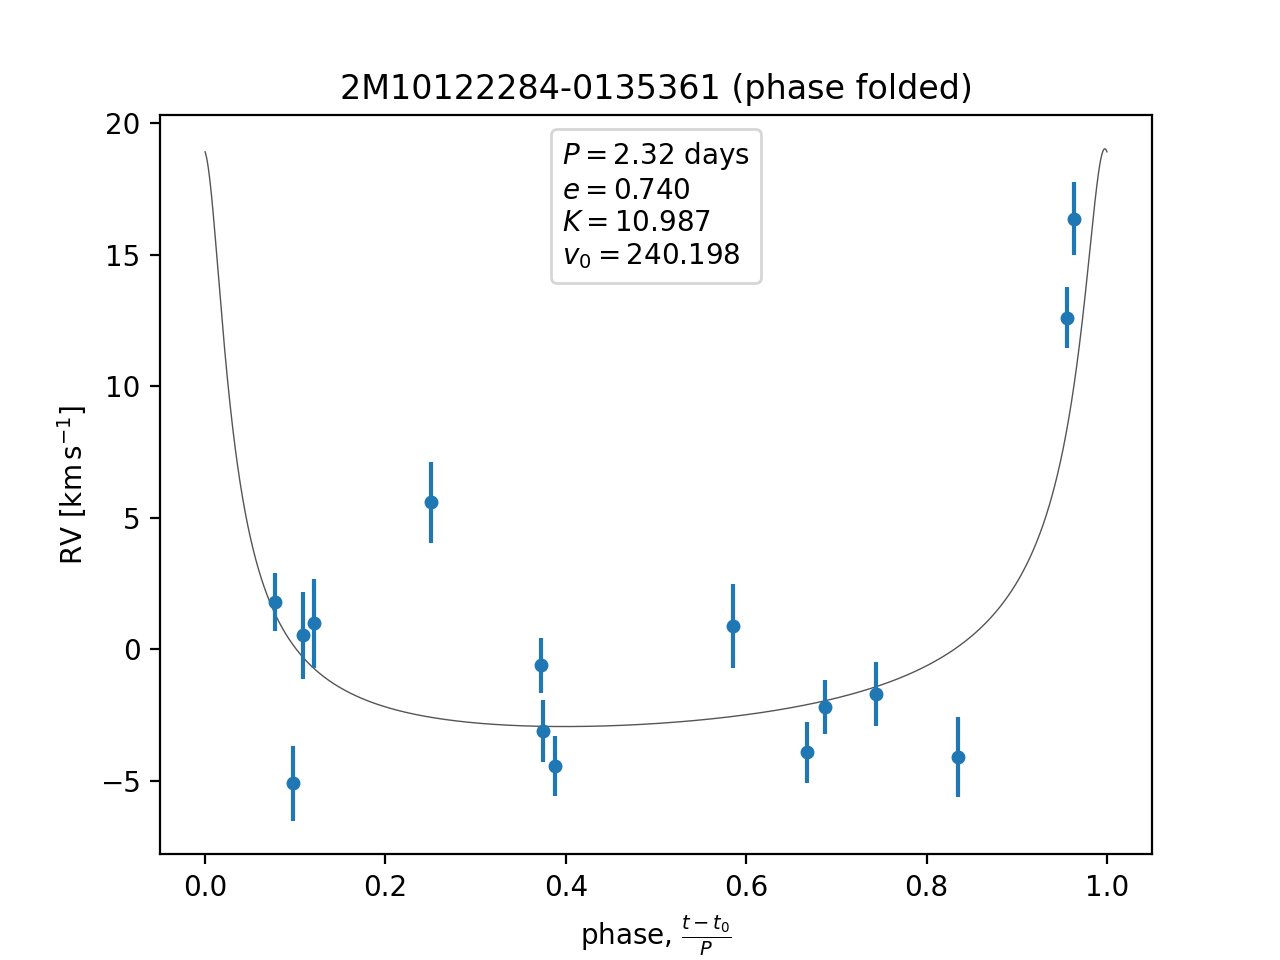 2M10122284-0135361 (phase folded)
P = 2.32 days
e = 0.740
K = 10.987
v₀ = 240.198
RV [km s⁻¹]
20
15
10
5
0
−5
0.0 0.2 0.4 0.6 0.8 1.0
phase, (t − t₀)/P